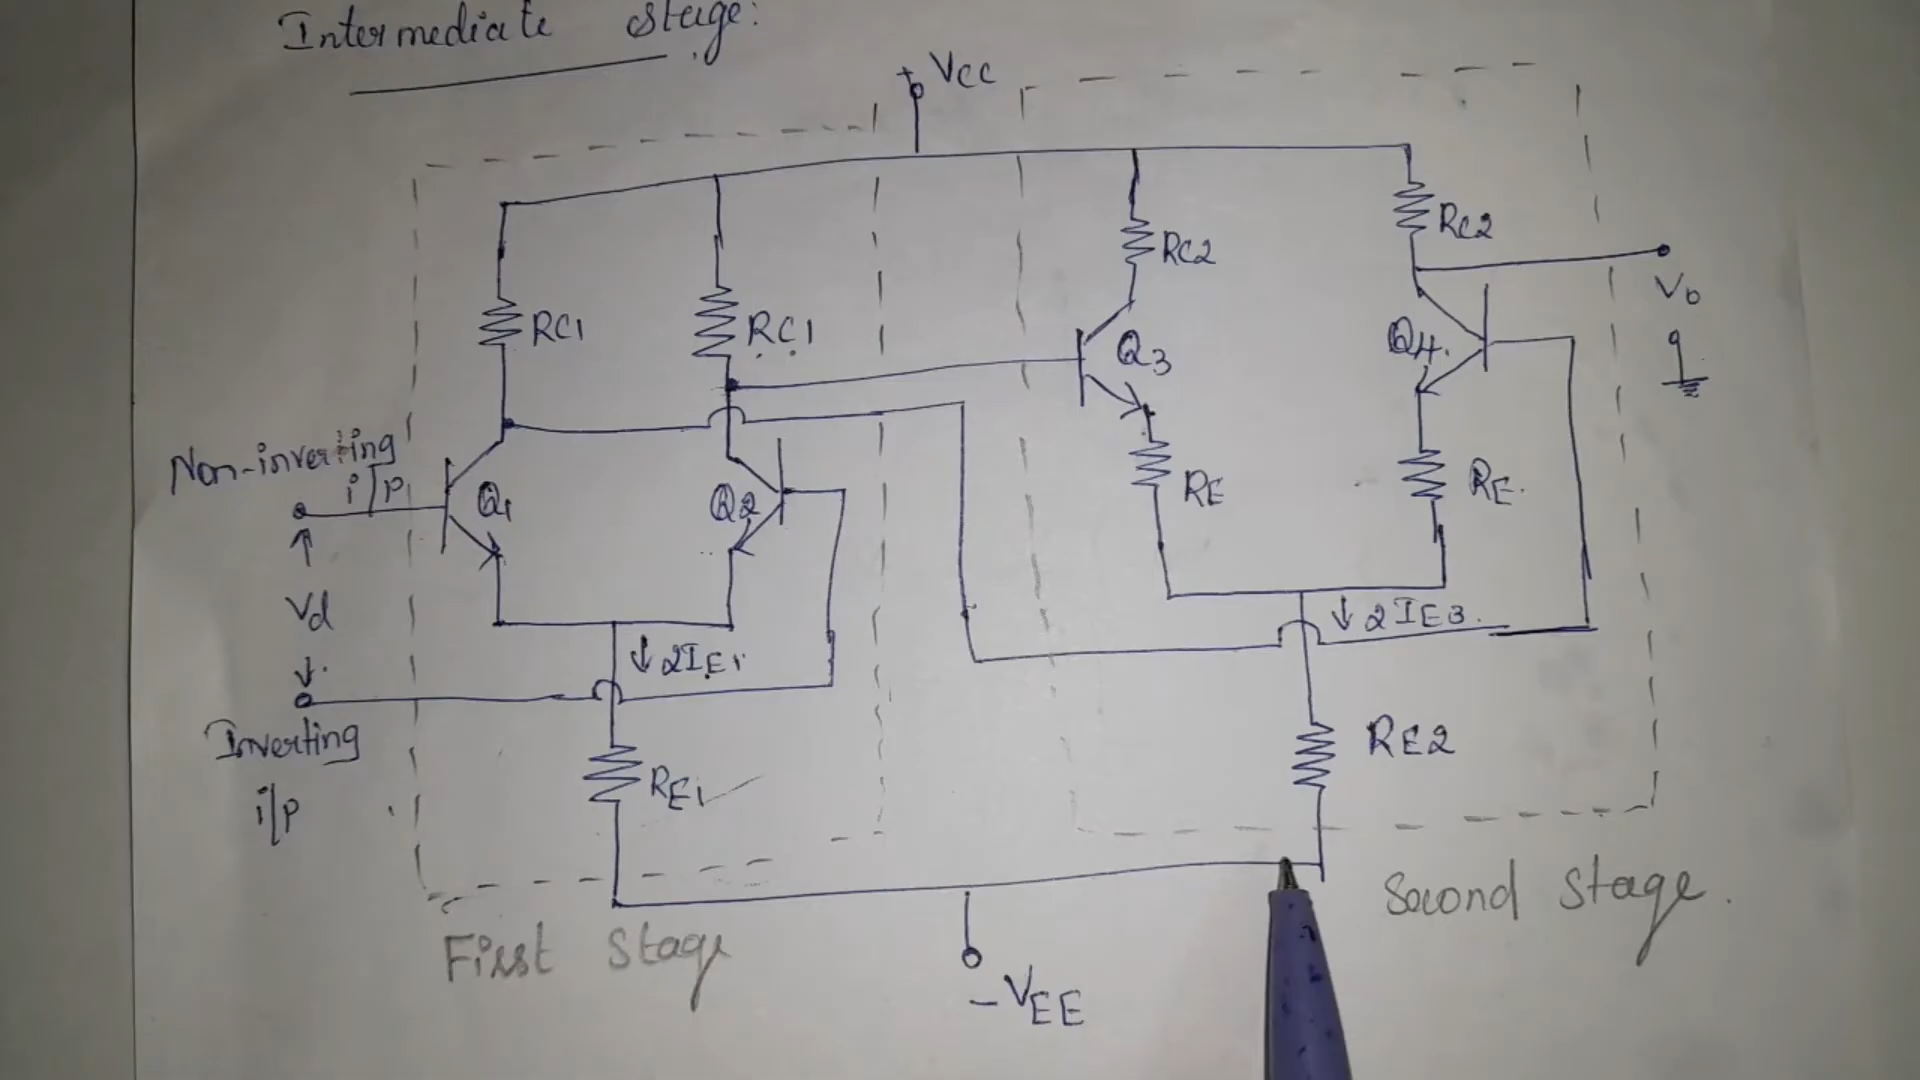 Intermediate stage:
+ VCC
RC1
RC1
RC2
RC2
Vo
Q3
Q4.
Non-inverting
i/p
Q1
Q2
RE
RE.
Vd
↓ 2IE1
↓ 2IE3.
Inverting
i/p
RE1
RE2
First Stage
Second Stage.
- VEE